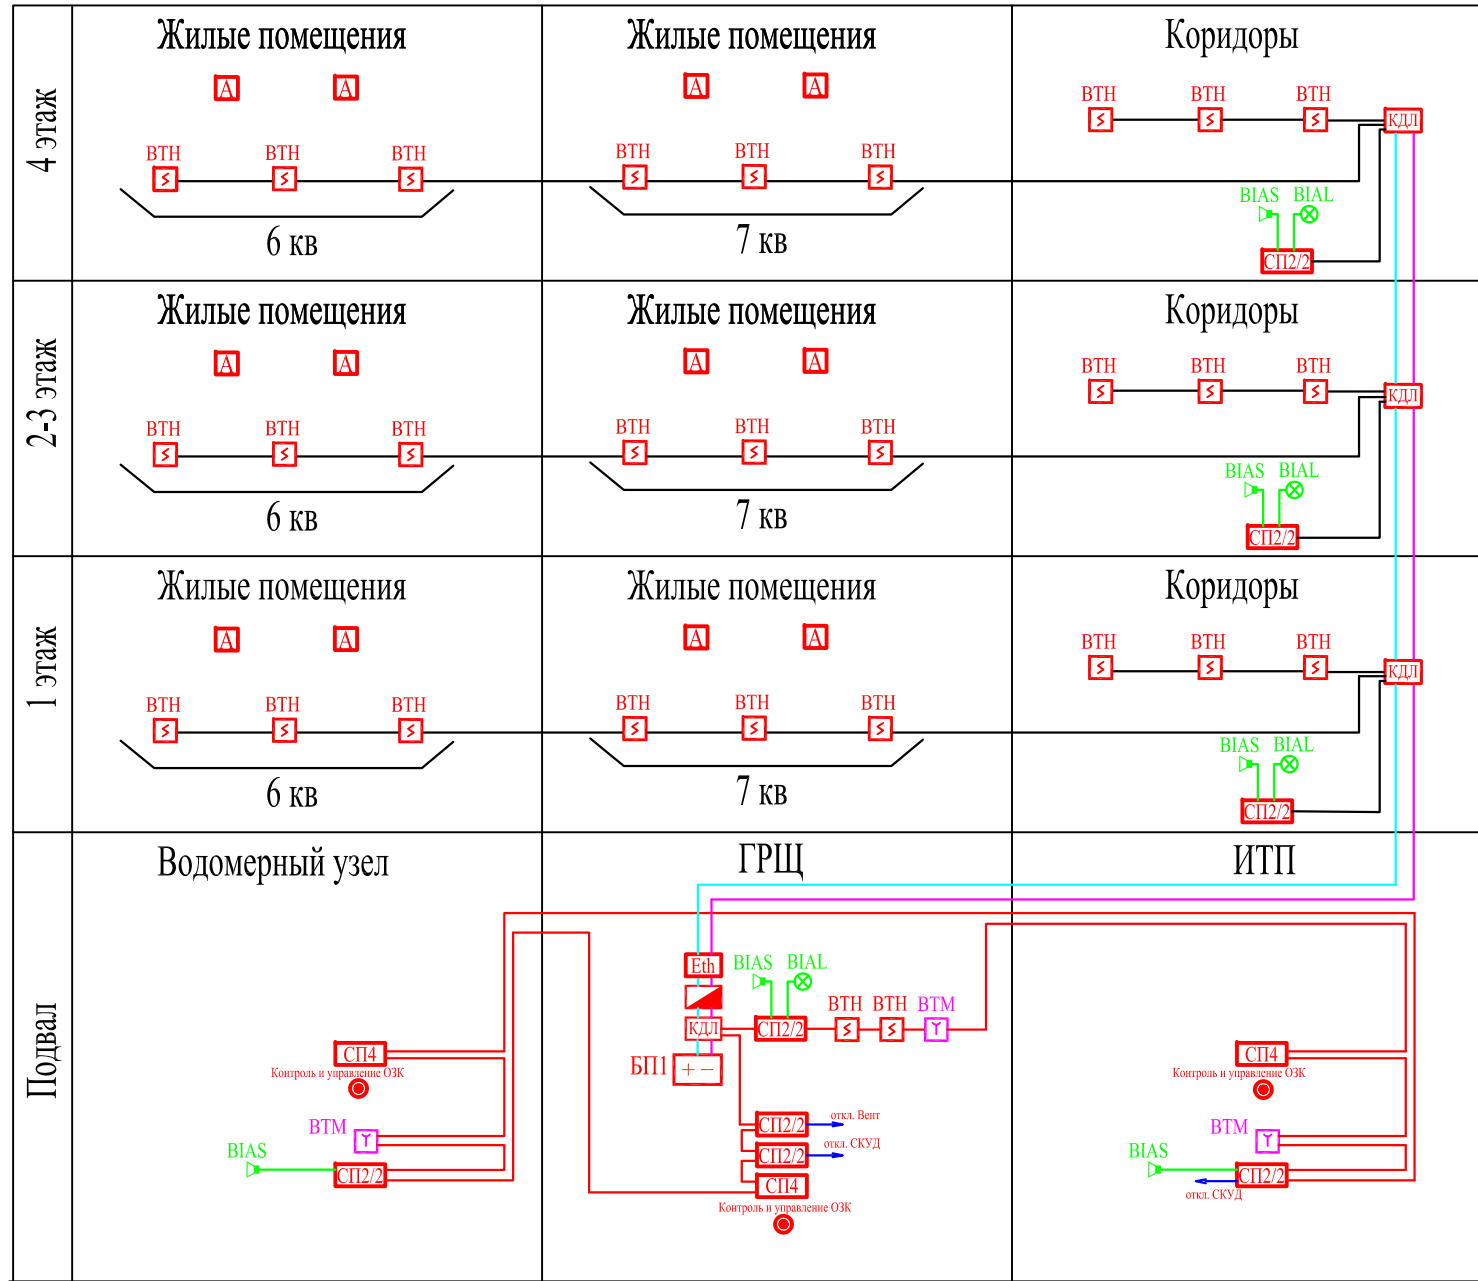 4 этаж
Жилые помещения
А А
ВТН ВТН ВТН
6 кв
Жилые помещения
А А
ВТН ВТН ВТН
7 кв
Коридоры
ВТН ВТН ВТН
КДЛ
BIAS BIAL
СП2/2
2-3 этаж
Жилые помещения
А А
ВТН ВТН ВТН
6 кв
Жилые помещения
А А
ВТН ВТН ВТН
7 кв
Коридоры
ВТН ВТН ВТН
КДЛ
BIAS BIAL
СП2/2
1 этаж
Жилые помещения
А А
ВТН ВТН ВТН
6 кв
Жилые помещения
А А
ВТН ВТН ВТН
7 кв
Коридоры
ВТН ВТН ВТН
КДЛ
BIAS BIAL
СП2/2
Подвал
Водомерный узел
СП4
Контроль и управление ОЗК
ВТМ
BIAS
СП2/2
ГРЩ
Eth
BIAS BIAL
ВТН ВТН ВТМ
КДЛ СП2/2
БП1 + −
СП2/2 откл. Вент
СП2/2 откл. СКУД
СП4
Контроль и управление ОЗК
ИТП
СП4
Контроль и управление ОЗК
ВТМ
BIAS
СП2/2
откл. СКУД